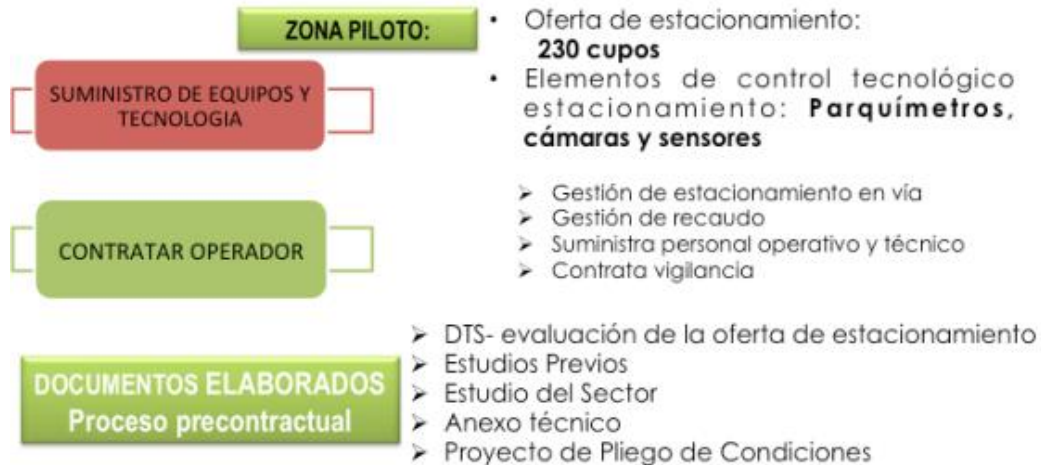 ZONA PILOTO:
SUMINISTRO DE EQUIPOS Y
TECNOLOGIA
• Oferta de estacionamiento:
230 cupos
• Elementos de control tecnológico
estacionamiento: Parquímetros,
cámaras y sensores
CONTRATAR OPERADOR
➢ Gestión de estacionamiento en vía
➢ Gestión de recaudo
➢ Suministra personal operativo y técnico
➢ Contrata vigilancia
DOCUMENTOS ELABORADOS
Proceso precontractual
➢ DTS- evaluación de la oferta de estacionamiento
➢ Estudios Previos
➢ Estudio del Sector
➢ Anexo técnico
➢ Proyecto de Pliego de Condiciones